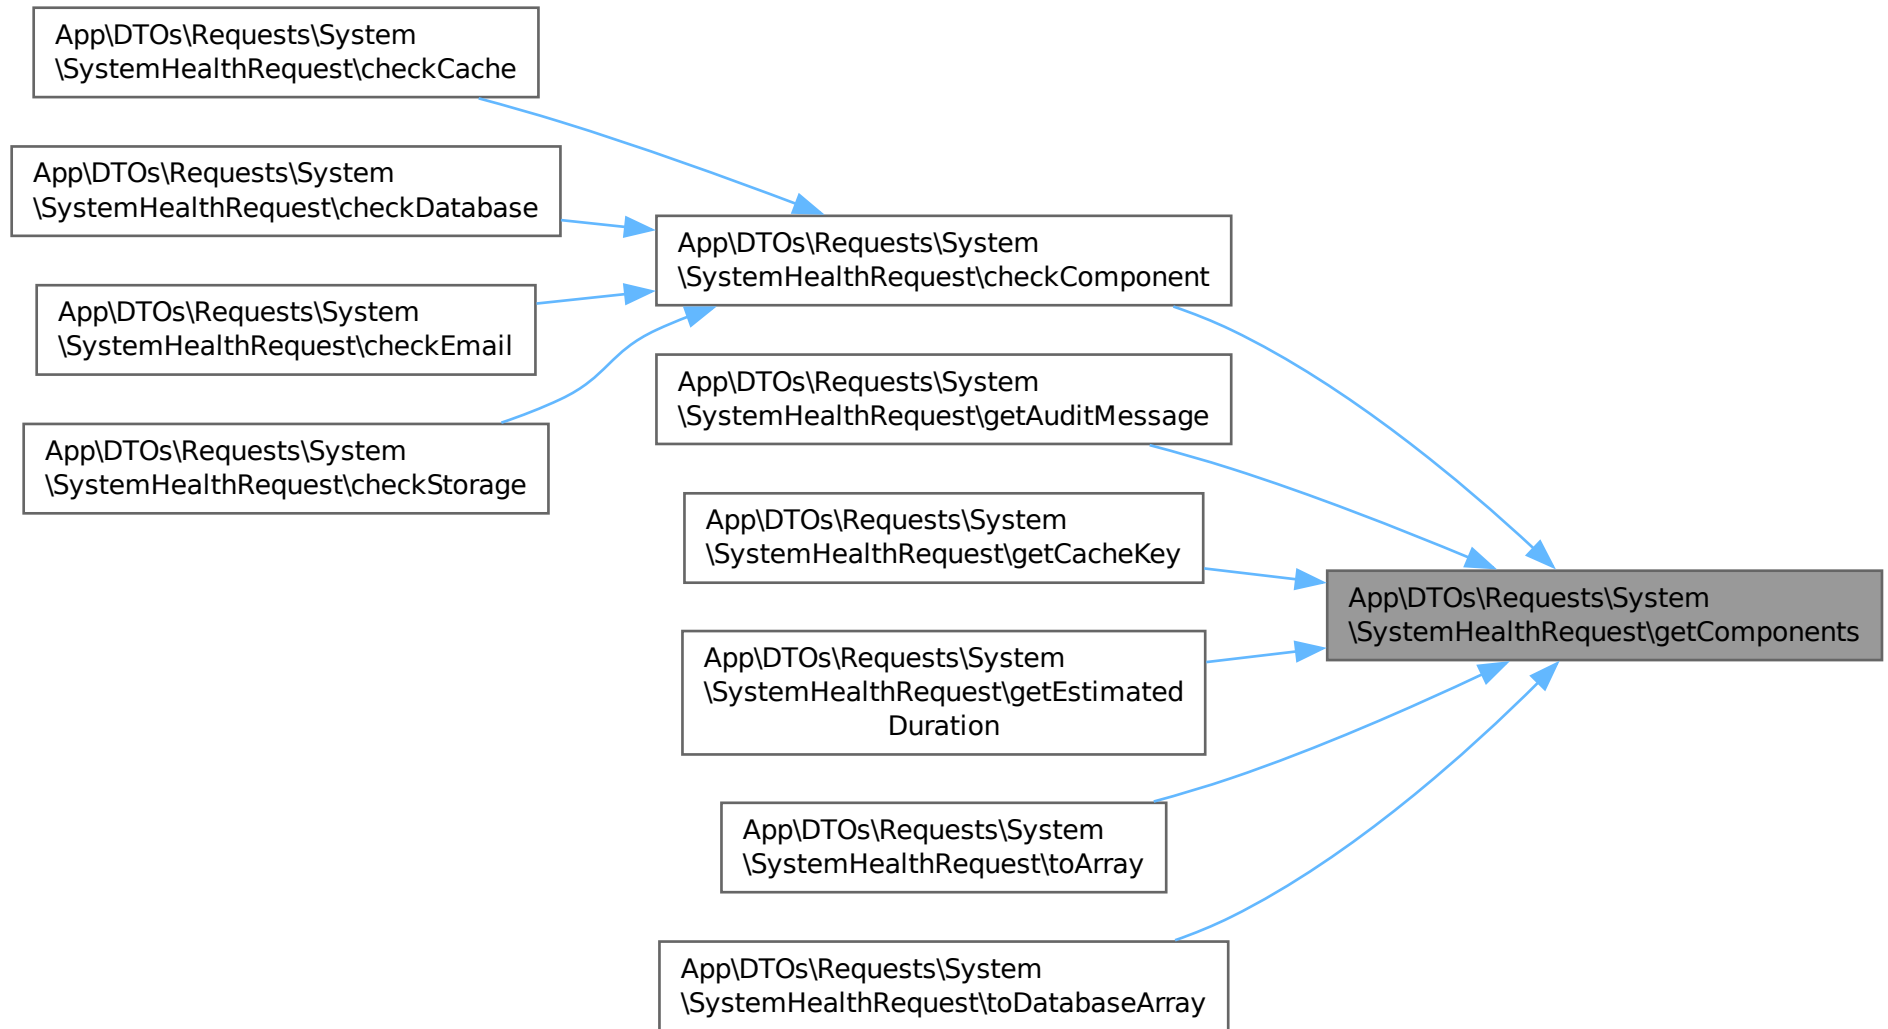 App\DTOs\Requests\System
\SystemHealthRequest\checkCache
App\DTOs\Requests\System
\SystemHealthRequest\checkDatabase
App\DTOs\Requests\System
\SystemHealthRequest\checkEmail
App\DTOs\Requests\System
\SystemHealthRequest\checkStorage
App\DTOs\Requests\System
\SystemHealthRequest\checkComponent
App\DTOs\Requests\System
\SystemHealthRequest\getAuditMessage
App\DTOs\Requests\System
\SystemHealthRequest\getCacheKey
App\DTOs\Requests\System
\SystemHealthRequest\getEstimated
Duration
App\DTOs\Requests\System
\SystemHealthRequest\toArray
App\DTOs\Requests\System
\SystemHealthRequest\toDatabaseArray
App\DTOs\Requests\System
\SystemHealthRequest\getComponents